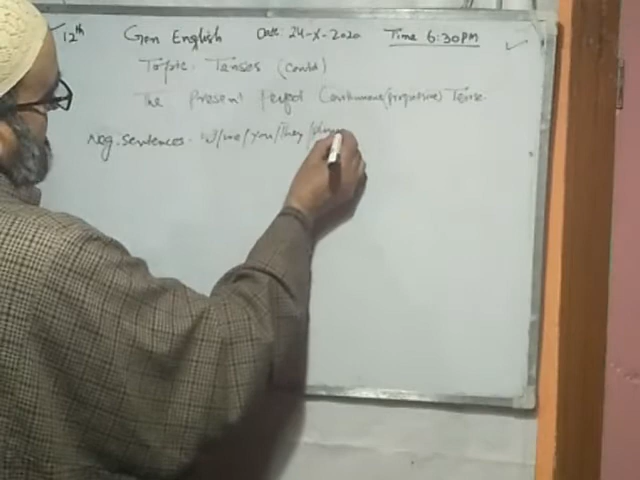 12th Gen English Date: 24-X-2020 Time 6:30PM
Topic: Tenses (Contd)
The Present Perfect Continuous (Progressive) Tense.
Neg. Sentences - I/we/you/They